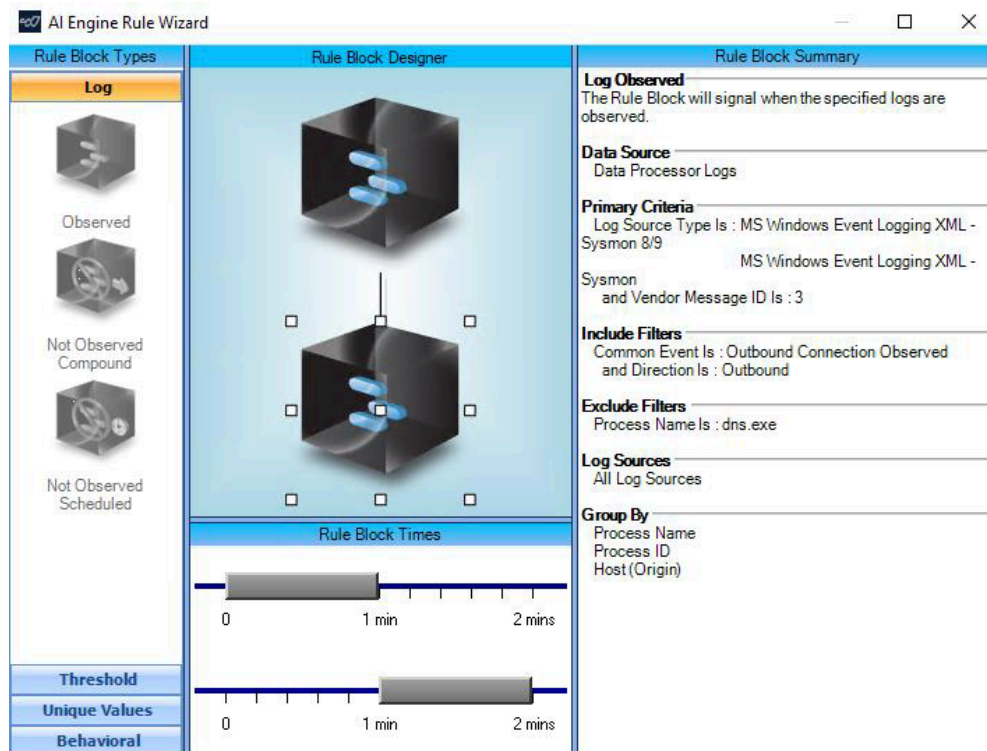 AI Engine Rule Wizard
Rule Block Types
Log
Observed
Not Observed
Compound
Not Observed
Scheduled
Threshold
Unique Values
Behavioral
Rule Block Designer
Rule Block Times
0 1 min 2 mins
0 1 min 2 mins
Rule Block Summary
Log Observed
The Rule Block will signal when the specified logs are
observed.
Data Source
Data Processor Logs
Primary Criteria
Log Source Type Is : MS Windows Event Logging XML -
Sysmon 8/9
MS Windows Event Logging XML -
Sysmon
and Vendor Message ID Is : 3
Include Filters
Common Event Is : Outbound Connection Observed
and Direction Is : Outbound
Exclude Filters
Process Name Is : dns.exe
Log Sources
All Log Sources
Group By
Process Name
Process ID
Host (Origin)